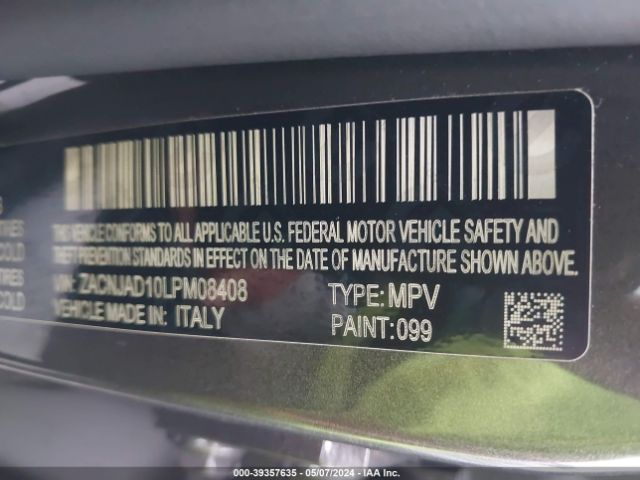 THIS VEHICLE CONFORMS TO ALL APPLICABLE U.S. FEDERAL MOTOR VEHICLE SAFETY AND
THEFT PREVENTION STANDARDS IN EFFECT ON THE DATE OF MANUFACTURE SHOWN ABOVE.
VIN: ZACNJAD10LPM08408 TYPE: MPV
VEHICLE MADE IN: ITALY PAINT:099
000-39357635 - 05/07/2024 - IAA Inc.